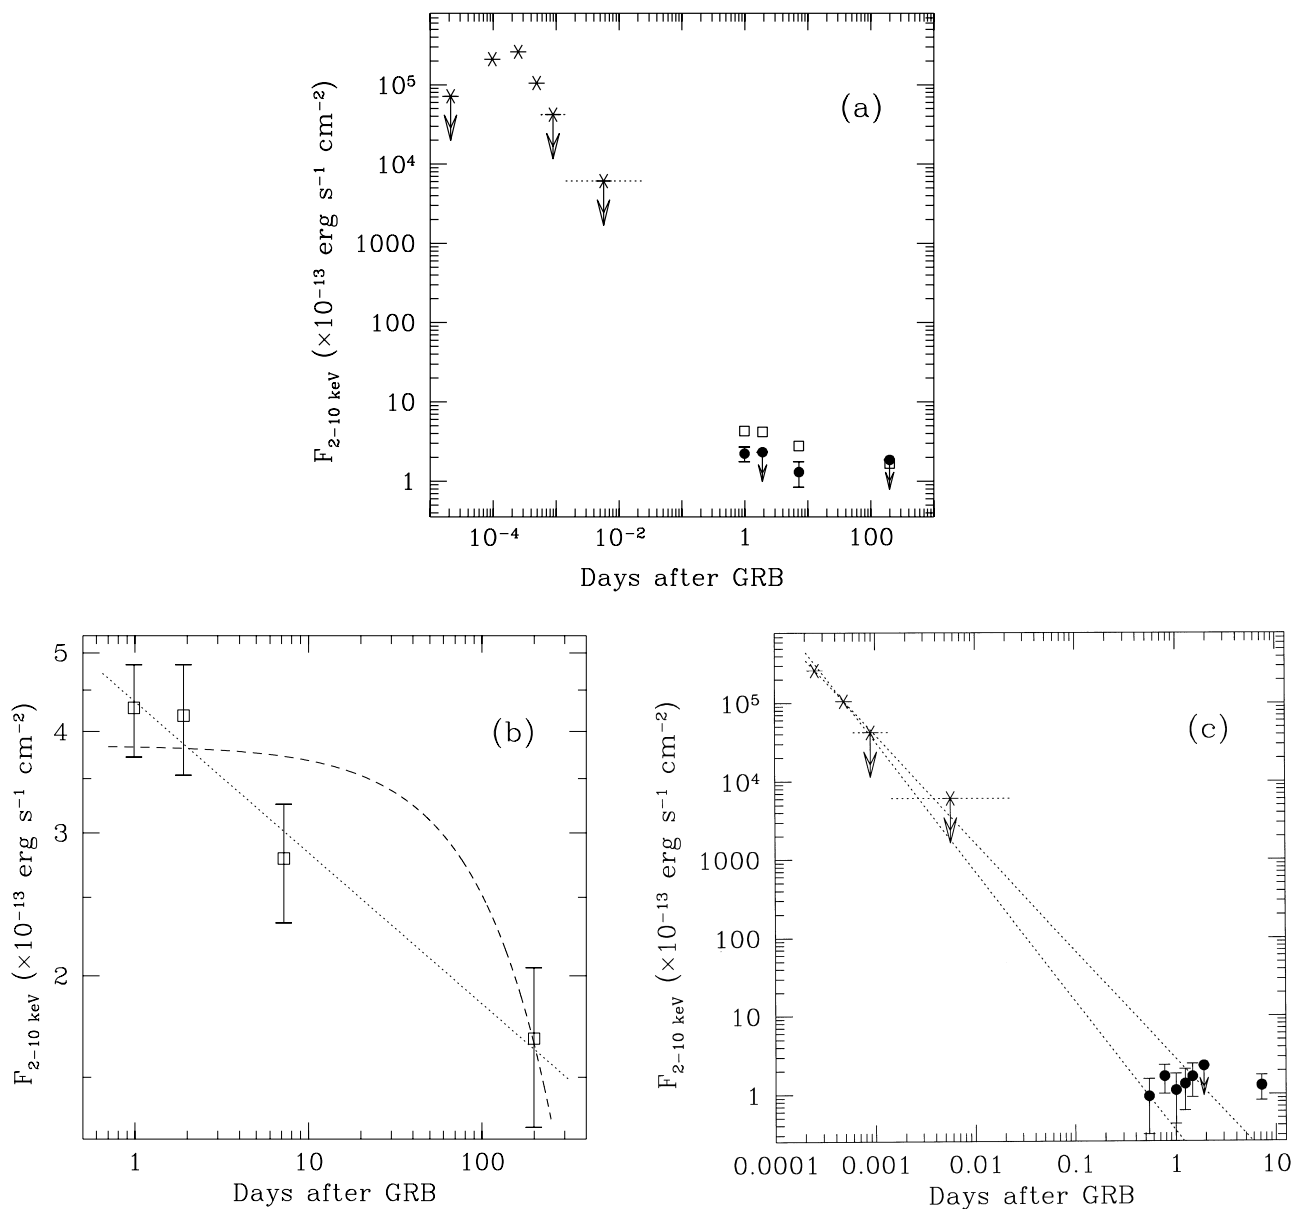 (a)
F₂₋₁₀ ₖₑV (×10⁻¹³ erg s⁻¹ cm⁻²)
10⁵
10⁴
1000
100
10
1
10⁻⁴ 10⁻² 1 100
Days after GRB
(b)
F₂₋₁₀ ₖₑV (×10⁻¹³ erg s⁻¹ cm⁻²)
5
4
3
2
1 10 100
Days after GRB
(c)
F₂₋₁₀ ₖₑV (×10⁻¹³ erg s⁻¹ cm⁻²)
10⁵
10⁴
1000
100
10
1
0.0001 0.001 0.01 0.1 1 10
Days after GRB